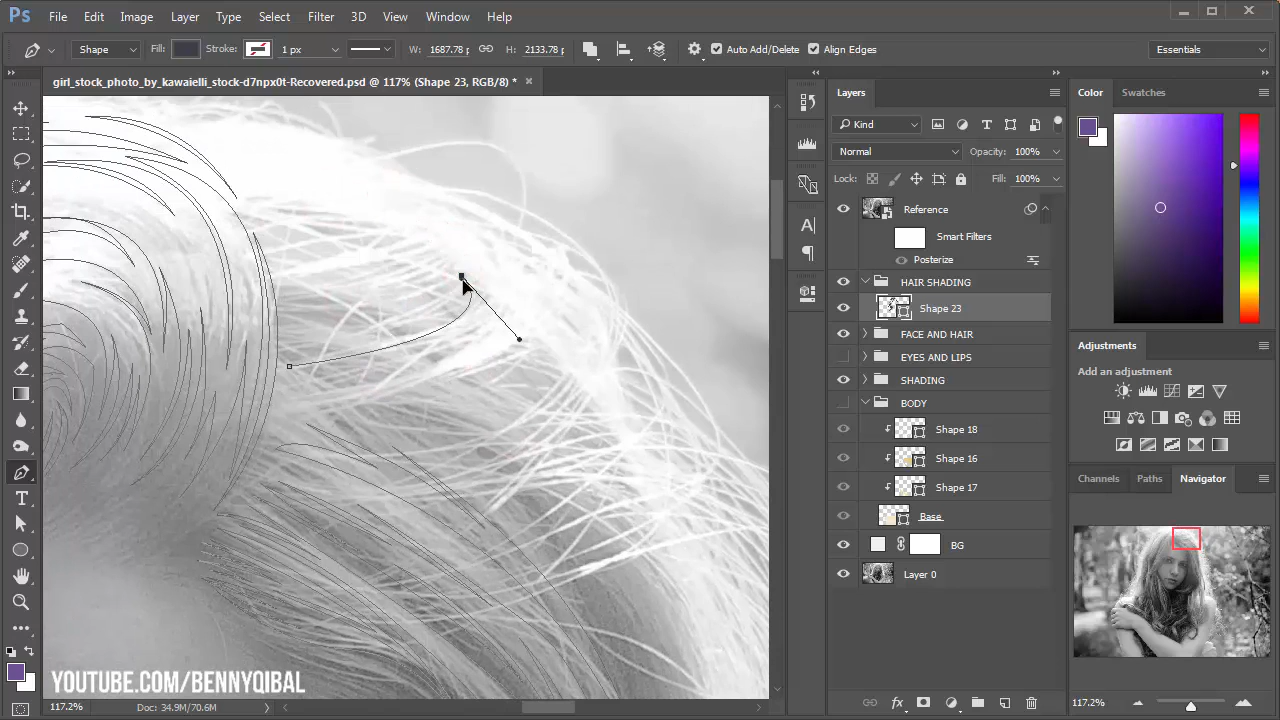 Ps File Edit Image Layer Type Select Filter 3D View Window Help
Shape Fill: Stroke: 1 px W: 1687.78 p H: 2133.78 p Auto Add/Delete Align Edges Essentials
girl_stock_photo_by_kawaielli_stock-d7npx0t-Recovered.psd @ 117% (Shape 23, RGB/8) *
Layers
Kind
Normal Opacity: 100%
Lock: Fill: 100%
Reference
Smart Filters
Posterize
HAIR SHADING
Shape 23
FACE AND HAIR
EYES AND LIPS
SHADING
BODY
Shape 18
Shape 16
Shape 17
Base
BG
Layer 0
Color Swatches
Adjustments
Add an adjustment
Channels Paths Navigator
117.2%
YOUTUBE.COM/BENNYQIBAL
117.2% Doc: 34.9M/70.6M